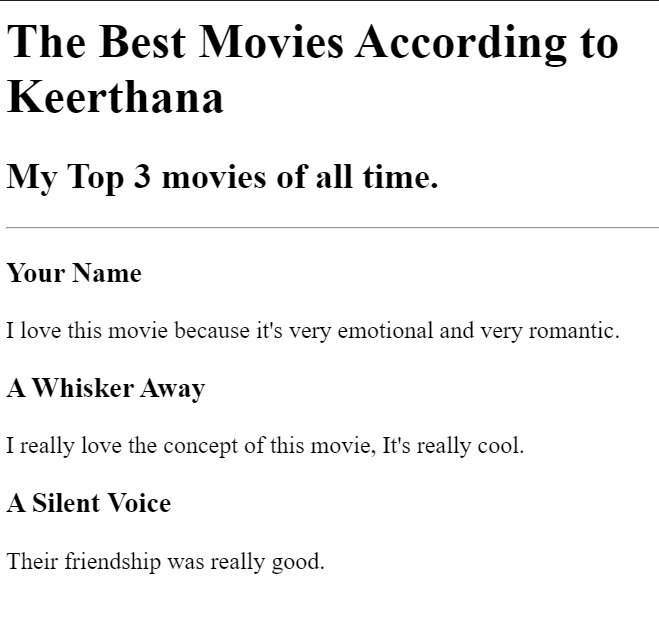 The Best Movies According to
Keerthana
My Top 3 movies of all time.
Your Name
I love this movie because it's very emotional and very romantic.
A Whisker Away
I really love the concept of this movie, It's really cool.
A Silent Voice
Their friendship was really good.